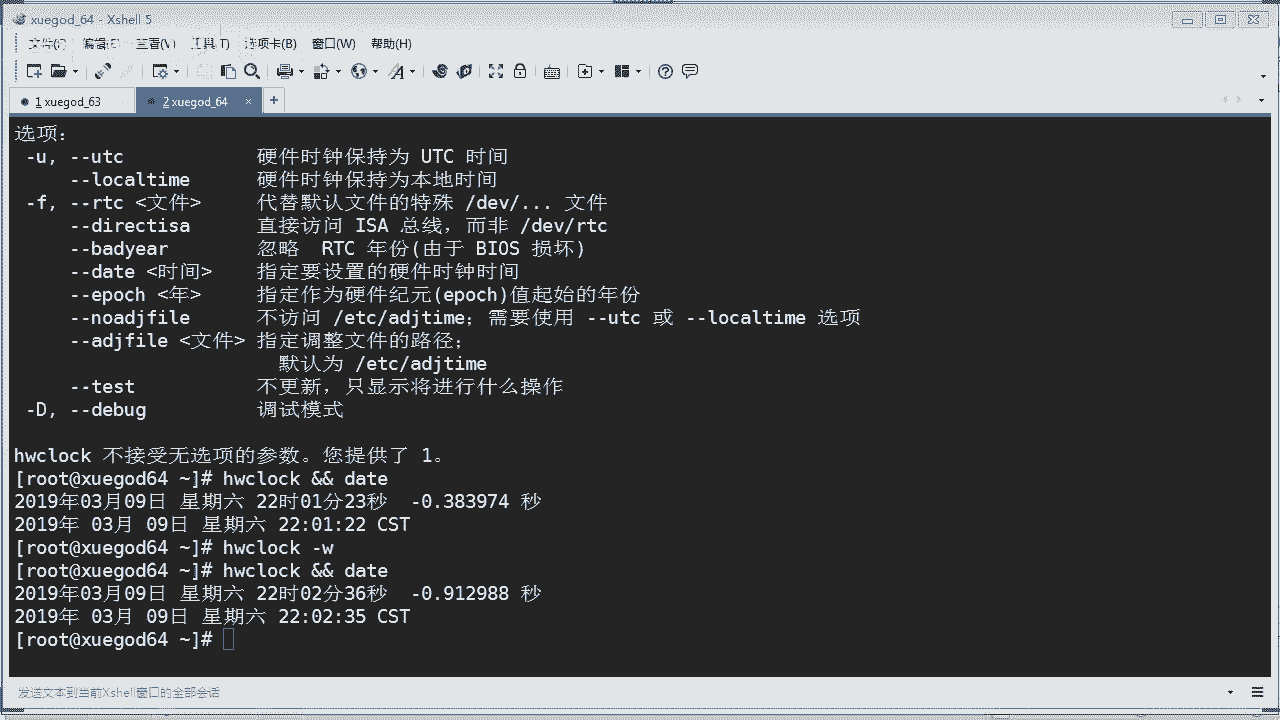 xuegod_64 - Xshell 5
文件(F) 编辑(E) 查看(V) 工具(T) 选项卡(B) 窗口(W) 帮助(H)
1 xuegod_63 2 xuegod_64 × +
选项：
-u, --utc 硬件时钟保持为 UTC 时间
--localtime 硬件时钟保持为本地时间
-f, --rtc <文件> 代替默认文件的特殊 /dev/... 文件
--directisa 直接访问 ISA 总线，而非 /dev/rtc
--badyear 忽略 RTC 年份(由于 BIOS 损坏)
--date <时间> 指定要设置的硬件时钟时间
--epoch <年> 指定作为硬件纪元(epoch)值起始的年份
--noadjfile 不访问 /etc/adjtime；需要使用 --utc 或 --localtime 选项
--adjfile <文件> 指定调整文件的路径；
默认为 /etc/adjtime
--test 不更新，只显示将进行什么操作
-D, --debug 调试模式
hwclock 不接受无选项的参数。您提供了 1。
[root@xuegod64 ~]# hwclock && date
2019年03月09日 星期六 22时01分23秒 -0.383974 秒
2019年 03月 09日 星期六 22:01:22 CST
[root@xuegod64 ~]# hwclock -w
[root@xuegod64 ~]# hwclock && date
2019年03月09日 星期六 22时02分36秒 -0.912988 秒
2019年 03月 09日 星期六 22:02:35 CST
[root@xuegod64 ~]#
发送文本到当前Xshell窗口的全部会话